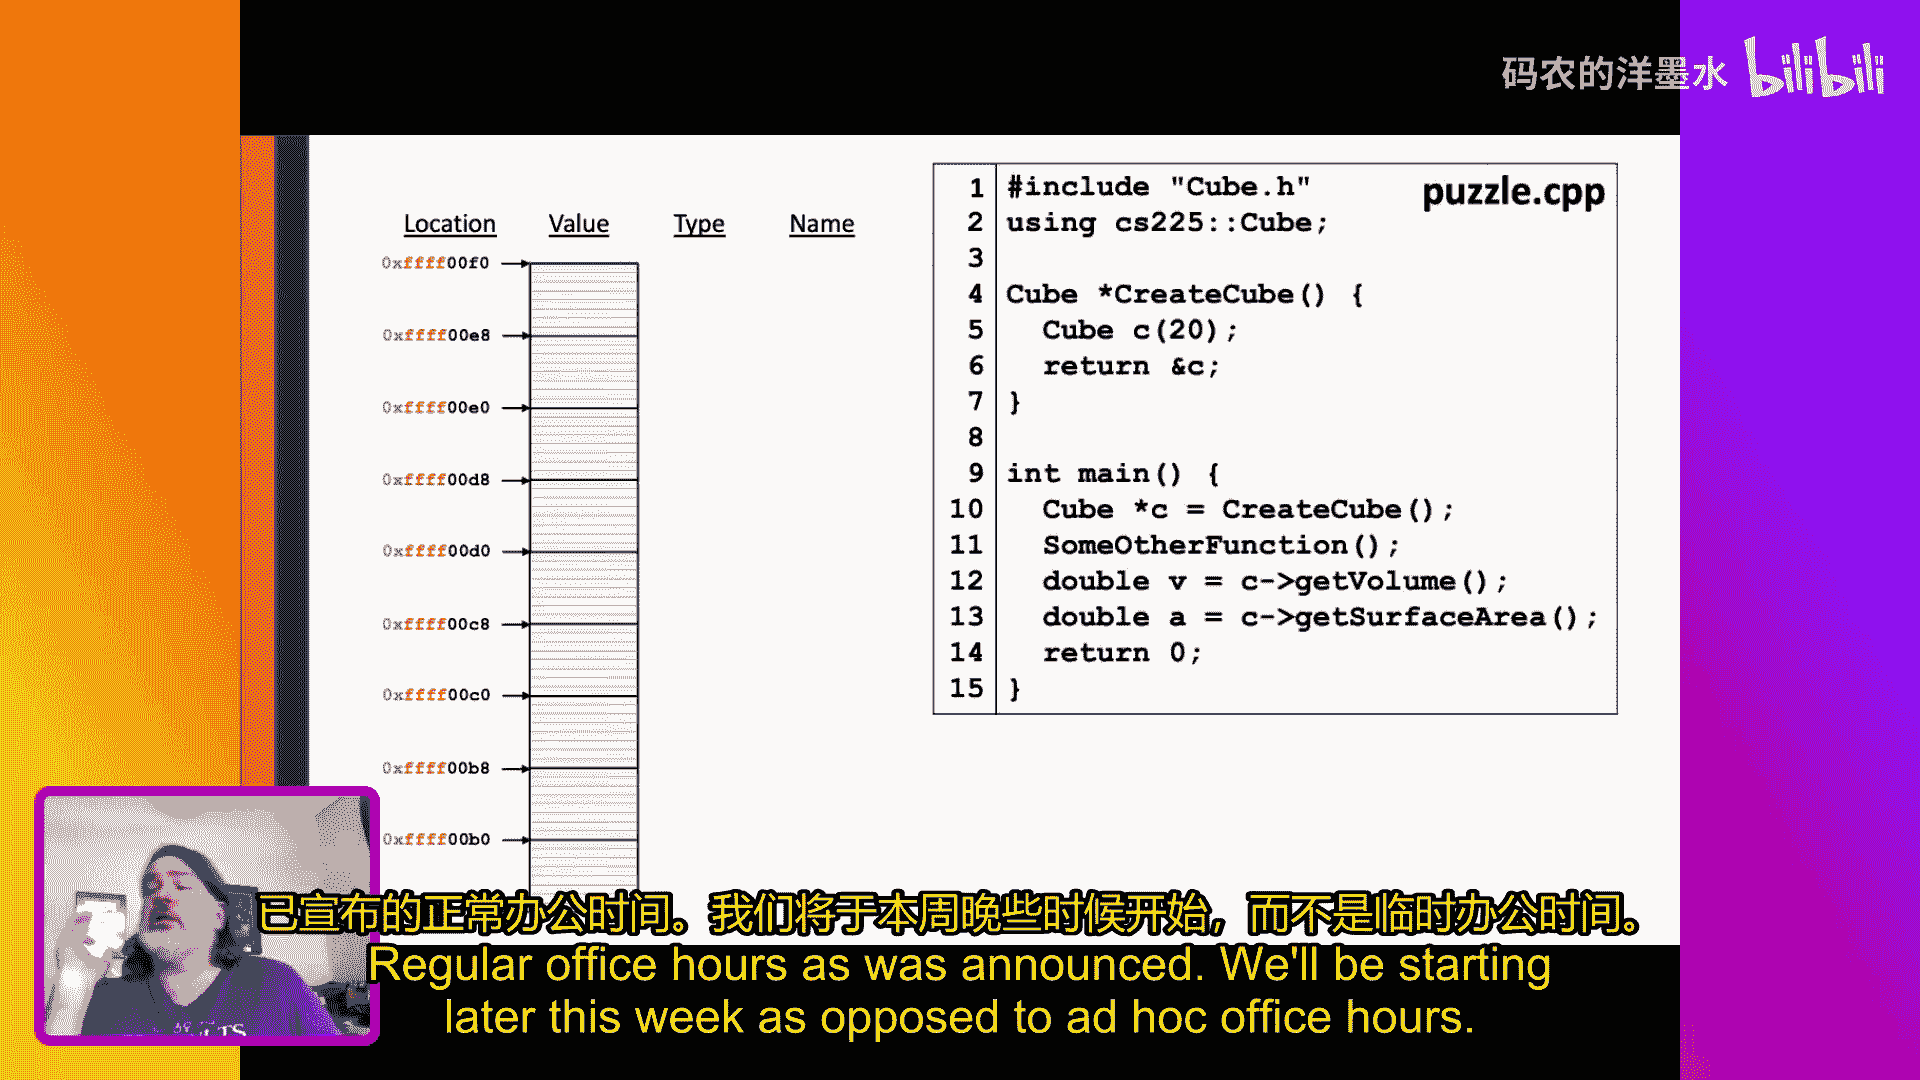 码农的洋墨水 bilibili
Location Value Type Name
0xffff00f0
0xffff00e8
0xffff00e0
0xffff00d8
0xffff00d0
0xffff00c8
0xffff00c0
0xffff00b8
0xffff00b0
puzzle.cpp
1 #include "Cube.h"
2 using cs225::Cube;
3
4 Cube *CreateCube() {
5 Cube c(20);
6 return &c;
7 }
8
9 int main() {
10 Cube *c = CreateCube();
11 SomeOtherFunction();
12 double v = c->getVolume();
13 double a = c->getSurfaceArea();
14 return 0;
15 }
已宣布的正常办公时间。我们将于本周晚些时候开始，而不是临时办公时间。
Regular office hours as was announced. We'll be starting
later this week as opposed to ad hoc office hours.